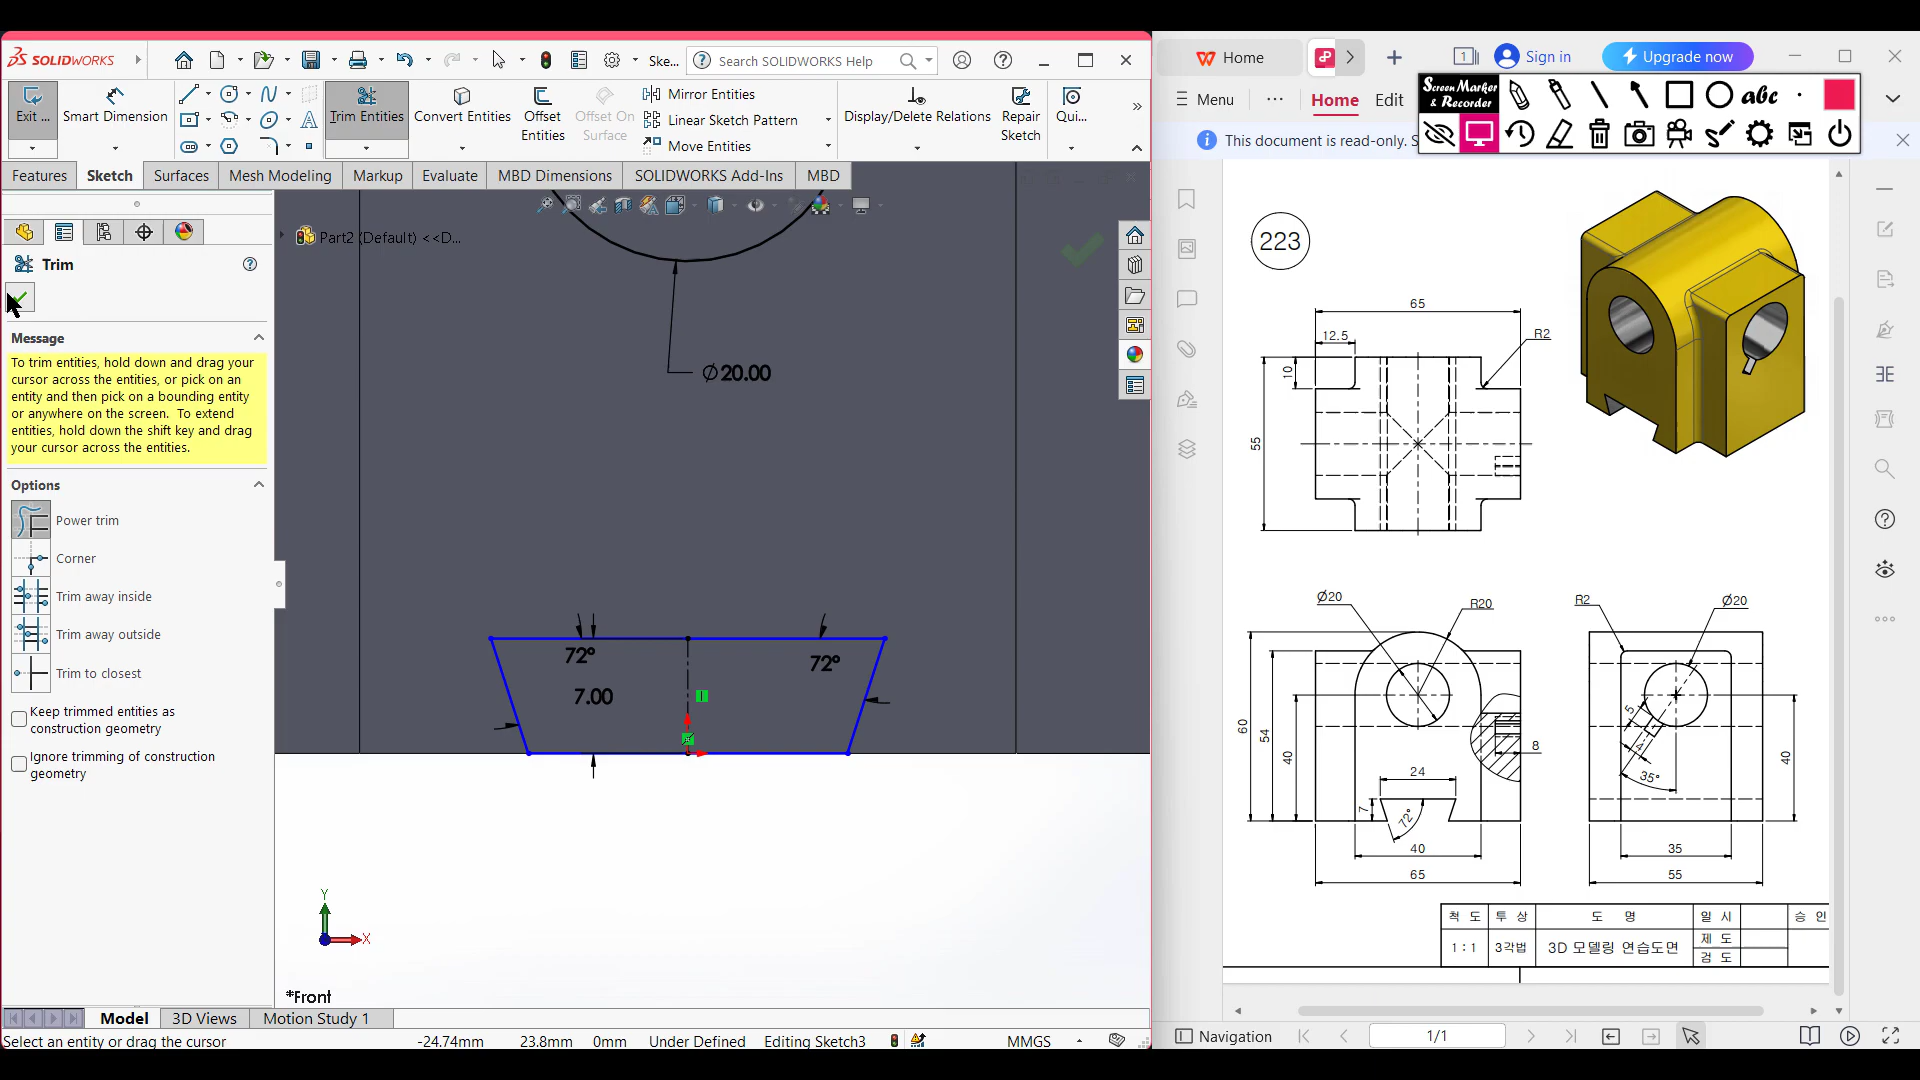 SOLIDWORKS
Ske...
Search SOLIDWORKS Help
Exit ...
Smart Dimension
Trim Entities
Convert Entities
Offset Entities
Offset On Surface
Mirror Entities
Linear Sketch Pattern
Move Entities
Display/Delete Relations
Repair Sketch
Qui...
Features
Sketch
Surfaces
Mesh Modeling
Markup
Evaluate
MBD Dimensions
SOLIDWORKS Add-Ins
MBD
Part2 (Default) <<D...
Trim
Message
To trim entities, hold down and drag your
cursor across the entities, or pick on an
entity and then pick on a bounding entity
or anywhere on the screen. To extend
entities, hold down the shift key and drag
your cursor across the entities.
Options
Power trim
Corner
Trim away inside
Trim away outside
Trim to closest
Keep trimmed entities as
construction geometry
Ignore trimming of construction
geometry
Ø20.00
72°
72°
7.00
Y
X
*Front
Model
3D Views
Motion Study 1
Select an entity or drag the cursor
-24.74mm
23.8mm
0mm
Under Defined
Editing Sketch3
MMGS
Home
1
Sign in
Upgrade now
Menu
Home
Edit
Screen Marker
& Recorder
abc
This document is read-only. S
223
65
12.5
R2
10
55
Ø20
R20
60
54
40
24
7
72°
8
40
65
R2
Ø20
5
4
35°
40
35
55
척 도
투 상
도 명
일 시
승 인
1 : 1
3각법
3D 모델링 연습도면
제 도
검 도
Navigation
1/1